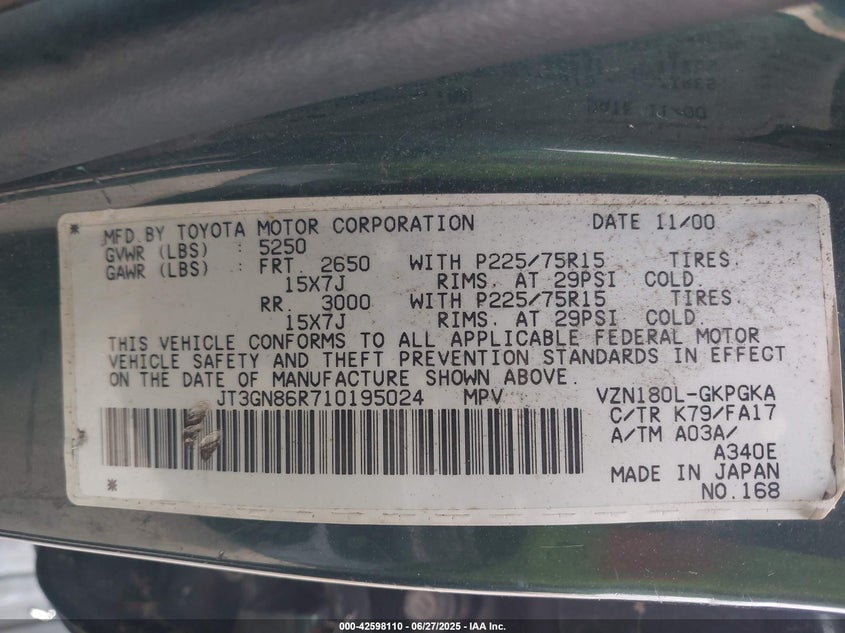 MFD.BY TOYOTA MOTOR CORPORATION DATE 11/00
GVWR (LBS) : 5250
GAWR (LBS) : FRT. 2650 WITH P225/75R15 TIRES.
15X7J RIMS. AT 29PSI COLD.
RR. 3000 WITH P225/75R15 TIRES.
15X7J RIMS. AT 29PSI COLD.
THIS VEHICLE CONFORMS TO ALL APPLICABLE FEDERAL MOTOR
VEHICLE SAFETY AND THEFT PREVENTION STANDARDS IN EFFECT
ON THE DATE OF MANUFACTURE SHOWN ABOVE.
JT3GN86R710195024 MPV VZN180L-GKPGKA
C/TR K79/FA17
A/TM A03A/
A340E
MADE IN JAPAN
NO.168
000-42598110 - 06/27/2025 - IAA Inc.